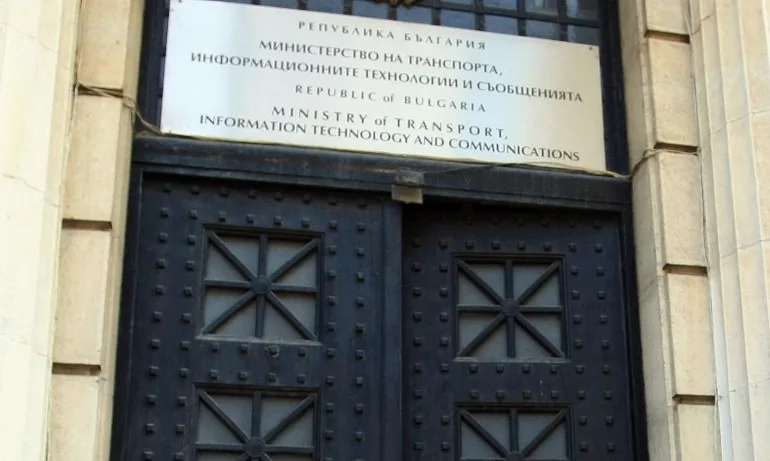 РЕПУБЛИКА БЪЛГАРИЯ
МИНИСТЕРСТВО НА ТРАНСПОРТА,
ИНФОРМАЦИОННИТЕ ТЕХНОЛОГИИ И СЪОБЩЕНИЯТА
REPUBLIC of BULGARIA
MINISTRY of TRANSPORT,
INFORMATION TECHNOLOGY AND COMMUNICATIONS